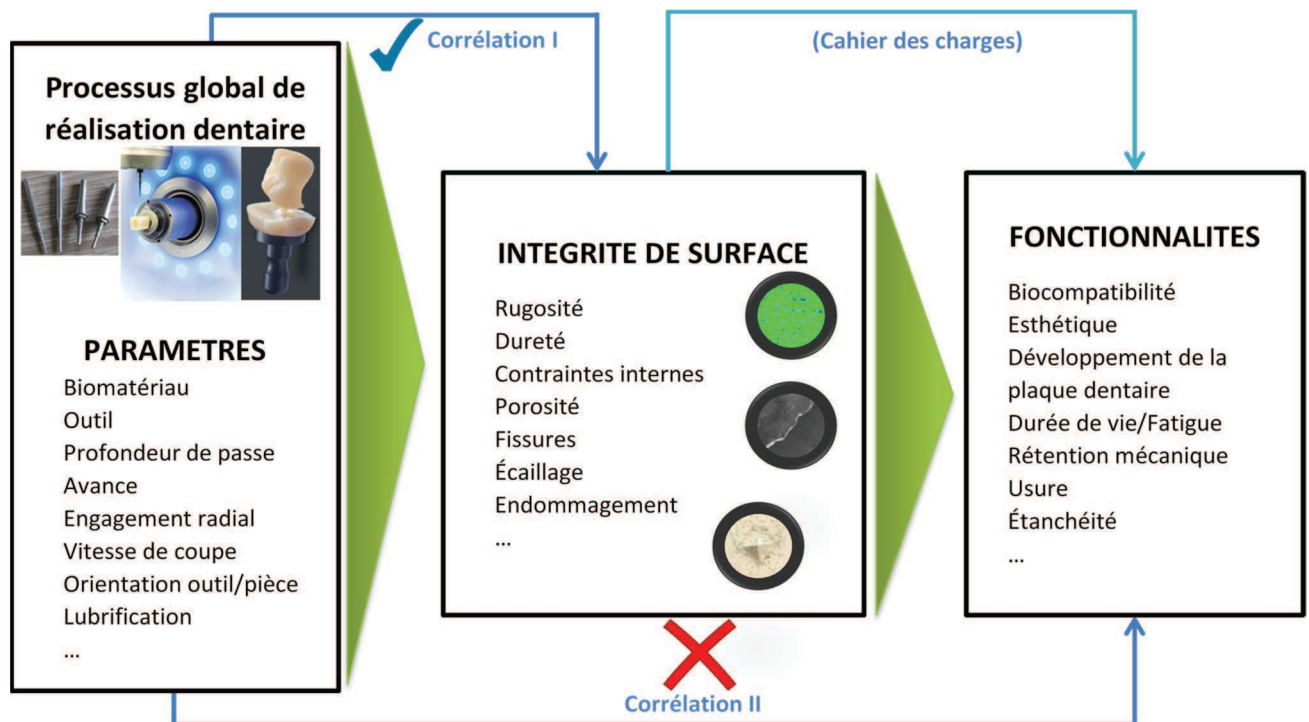 Corrélation I
(Cahier des charges)
Processus global de
réalisation dentaire
PARAMETRES
Biomatériau
Outil
Profondeur de passe
Avance
Engagement radial
Vitesse de coupe
Orientation outil/pièce
Lubrification
...
INTEGRITE DE SURFACE
Rugosité
Dureté
Contraintes internes
Porosité
Fissures
Écaillage
Endommagement
...
FONCTIONNALITES
Biocompatibilité
Esthétique
Développement de la
plaque dentaire
Durée de vie/Fatigue
Rétention mécanique
Usure
Étanchéité
...
Corrélation II